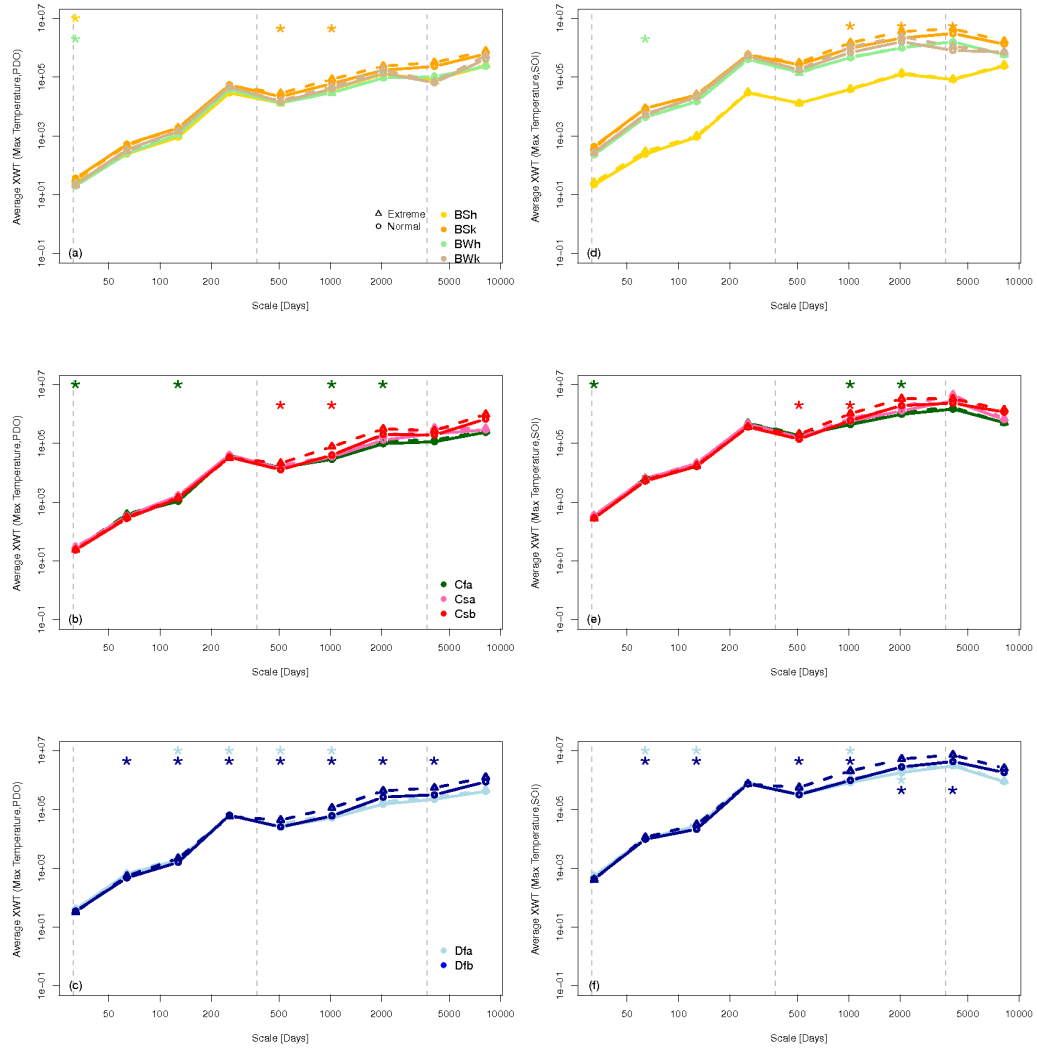 Average XWT (Max Temperature,PDO)
1e-01 1e+01 1e+03 1e+05 1e+07
△ Extreme
○ Normal
BSh
BSk
BWh
BWk
(a)
50 100 200 500 1000 2000 5000 10000
Scale [Days]
Average XWT (Max Temperature,SOI)
1e-01 1e+01 1e+03 1e+05 1e+07
(d)
50 100 200 500 1000 2000 5000 10000
Scale [Days]
Average XWT (Max Temperature,PDO)
1e-01 1e+01 1e+03 1e+05 1e+07
Cfa
Csa
Csb
(b)
50 100 200 500 1000 2000 5000 10000
Scale [Days]
Average XWT (Max Temperature,SOI)
1e-01 1e+01 1e+03 1e+05 1e+07
(e)
50 100 200 500 1000 2000 5000 10000
Scale [Days]
Average XWT (Max Temperature,PDO)
1e-01 1e+01 1e+03 1e+05 1e+07
Dfa
Dfb
(c)
50 100 200 500 1000 2000 5000 10000
Scale [Days]
Average XWT (Max Temperature,SOI)
1e-01 1e+01 1e+03 1e+05 1e+07
(f)
50 100 200 500 1000 2000 5000 10000
Scale [Days]